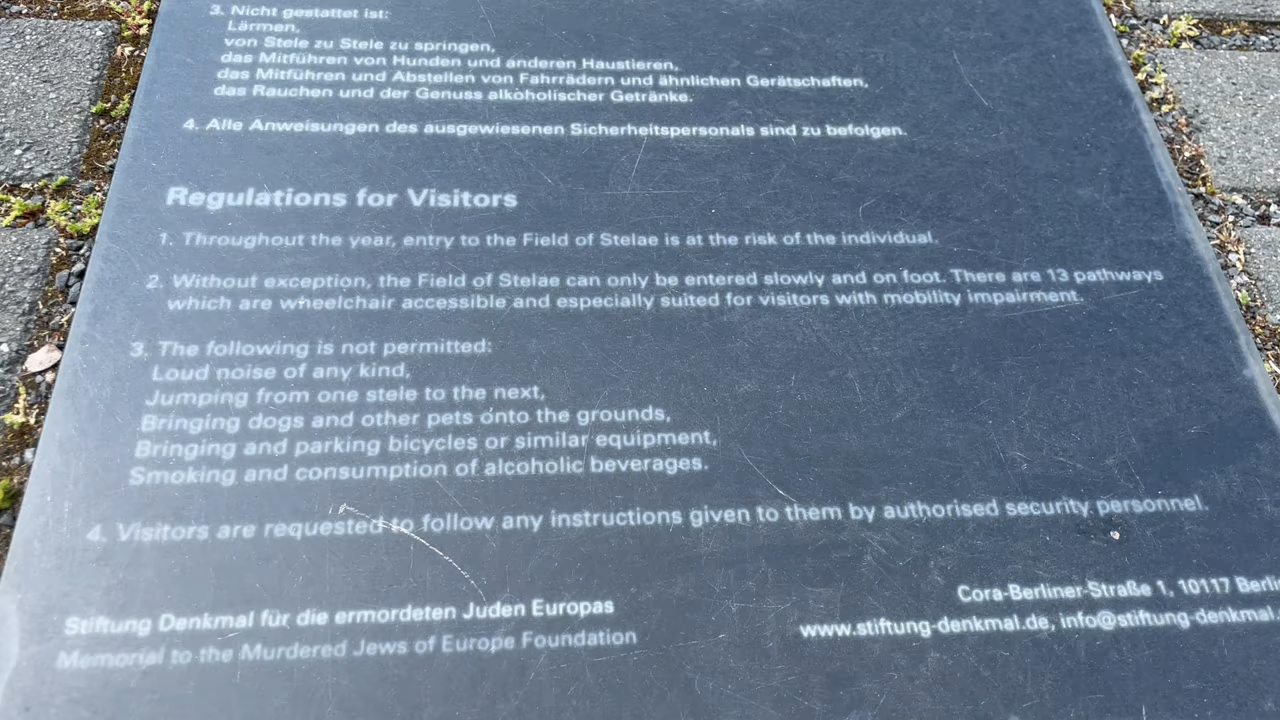 3. Nicht gestattet ist:
Lärmen,
von Stele zu Stele zu springen,
das Mitführen von Hunden und anderen Haustieren,
das Mitführen und Abstellen von Fahrrädern und ähnlichen Gerätschaften,
das Rauchen und der Genuss alkoholischer Getränke.
4. Alle Anweisungen des ausgewiesenen Sicherheitspersonals sind zu befolgen.
Regulations for Visitors
1. Throughout the year, entry to the Field of Stelae is at the risk of the individual.
2. Without exception, the Field of Stelae can only be entered slowly and on foot. There are 13 pathways
which are wheelchair accessible and especially suited for visitors with mobility impairment.
3. The following is not permitted:
Loud noise of any kind,
Jumping from one stele to the next,
Bringing dogs and other pets onto the grounds,
Bringing and parking bicycles or similar equipment,
Smoking and consumption of alcoholic beverages.
4. Visitors are requested to follow any instructions given to them by authorised security personnel.
Stiftung Denkmal für die ermordeten Juden Europas
Memorial to the Murdered Jews of Europe Foundation
Cora-Berliner-Straße 1, 10117 Berlin
www.stiftung-denkmal.de, info@stiftung-denkmal.